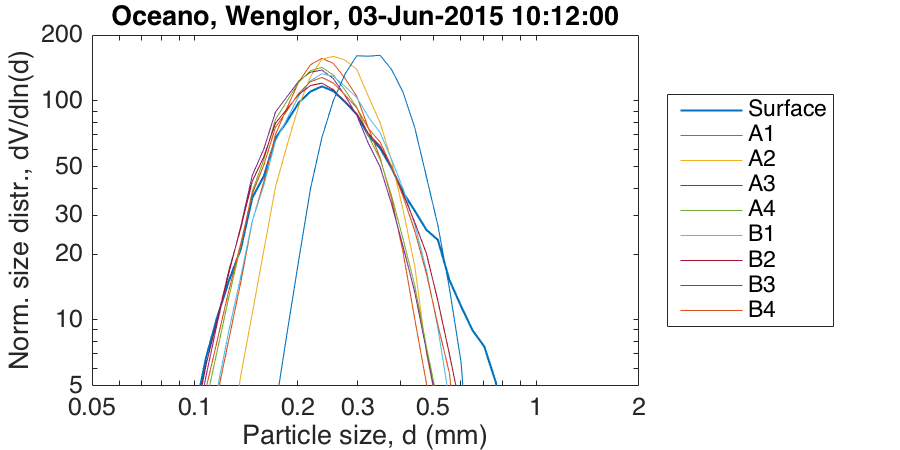 Oceano, Wenglor, 03-Jun-2015 10:12:00
Norm. size distr., dV/dln(d)
200
100
50
30
20
10
5
0.05 0.1 0.2 0.3 0.5 1 2
Particle size, d (mm)
Surface
A1
A2
A3
A4
B1
B2
B3
B4